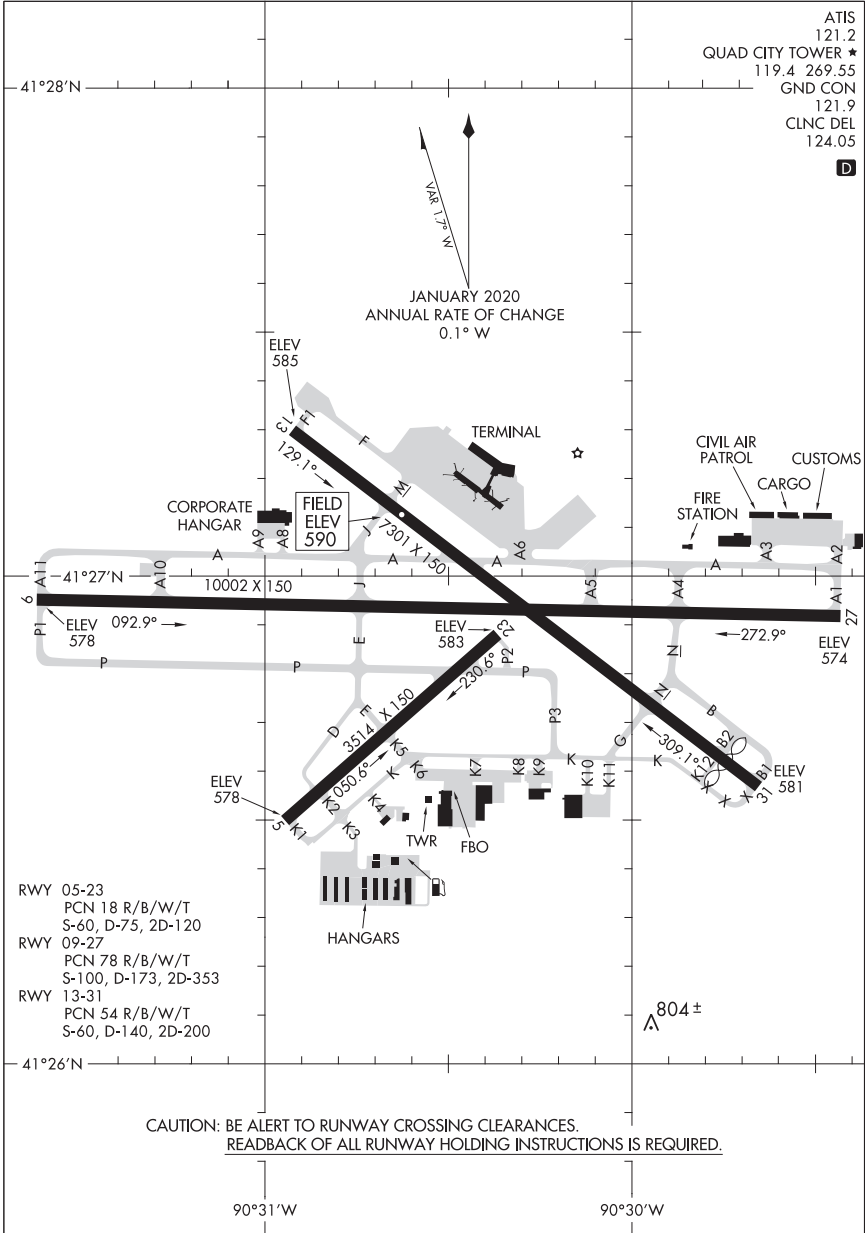 ATIS
121.2
QUAD CITY TOWER ★
119.4 269.55
GND CON
121.9
CLNC DEL
124.05
D
41°28'N
VAR 1.7° W
JANUARY 2020
ANNUAL RATE OF CHANGE
0.1° W
ELEV
585
13
F1
F
129.1°
TERMINAL
M
CIVIL AIR
PATROL
CUSTOMS
CARGO
FIRE
STATION
CORPORATE
HANGAR
FIELD
ELEV
590
7301 X 150
A9
A8
J
A
A
A
A6
A
A3
A2
A11
41°27'N
A10
10002 X 150
J
A5
A4
A1
9
27
P1
ELEV
578
092.9°
E
ELEV
583
23
P2
N
272.9°
ELEV
574
P
P
P
230.6°
N
B
D
E
3514 X 150
P3
G
309.1°
B2
K5
K
K
K12
B1
ELEV
581
31
X
X
X
ELEV
578
050.6°
K
K6
K7
K8
K9
K10
K11
5
K1
K2
K3
K4
TWR
FBO
HANGARS
RWY 05-23
PCN 18 R/B/W/T
S-60, D-75, 2D-120
RWY 09-27
PCN 78 R/B/W/T
S-100, D-173, 2D-353
RWY 13-31
PCN 54 R/B/W/T
S-60, D-140, 2D-200
804 ±
41°26'N
CAUTION: BE ALERT TO RUNWAY CROSSING CLEARANCES.
READBACK OF ALL RUNWAY HOLDING INSTRUCTIONS IS REQUIRED.
90°31'W
90°30'W